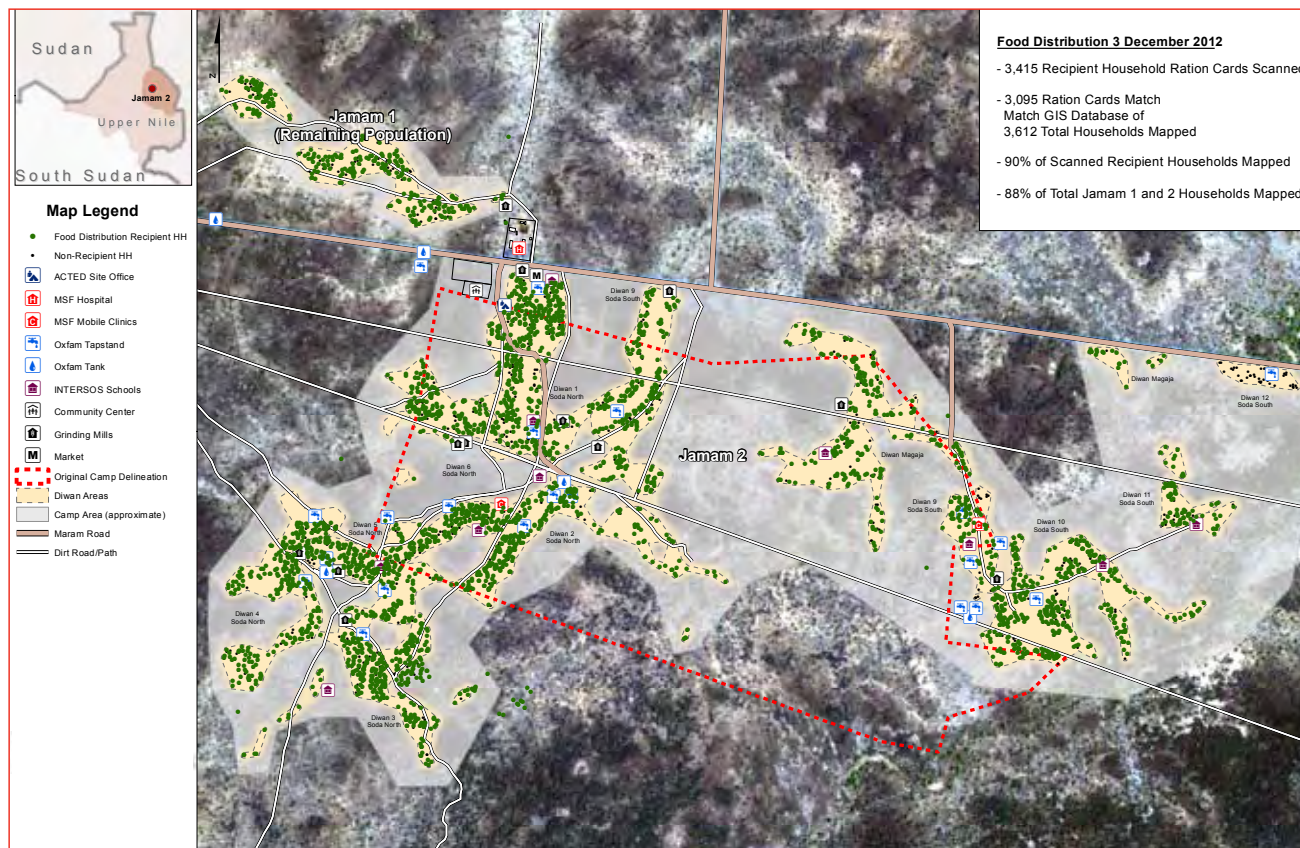 Sudan
Jamam 2
Upper Nile
South Sudan
Map Legend
Food Distribution Recipient HH
Non-Recipient HH
ACTED Site Office
MSF Hospital
MSF Mobile Clinics
Oxfam Tapstand
Oxfam Tank
INTERSOS Schools
Community Center
Grinding Mills
M Market
Original Camp Delineation
Diwan Areas
Camp Area (approximate)
Maram Road
Dirt Road/Path
N
Food Distribution 3 December 2012
- 3,415 Recipient Household Ration Cards Scanned
- 3,095 Ration Cards Match
Match GIS Database of
3,612 Total Households Mapped
- 90% of Scanned Recipient Households Mapped
- 88% of Total Jamam 1 and 2 Households Mapped
Jamam 1
(Remaining Population)
M
Diwan 9
Soda South
Diwan Magaja
Diwan 12
Soda South
Diwan 1
Soda North
Jamam 2
Diwan Magaja
Diwan 6
Soda North
Diwan 9
Soda South
Diwan 11
Soda South
Diwan 5
Soda North
Diwan 2
Soda North
Diwan 10
Soda South
Diwan 4
Soda North
Diwan 3
Soda North